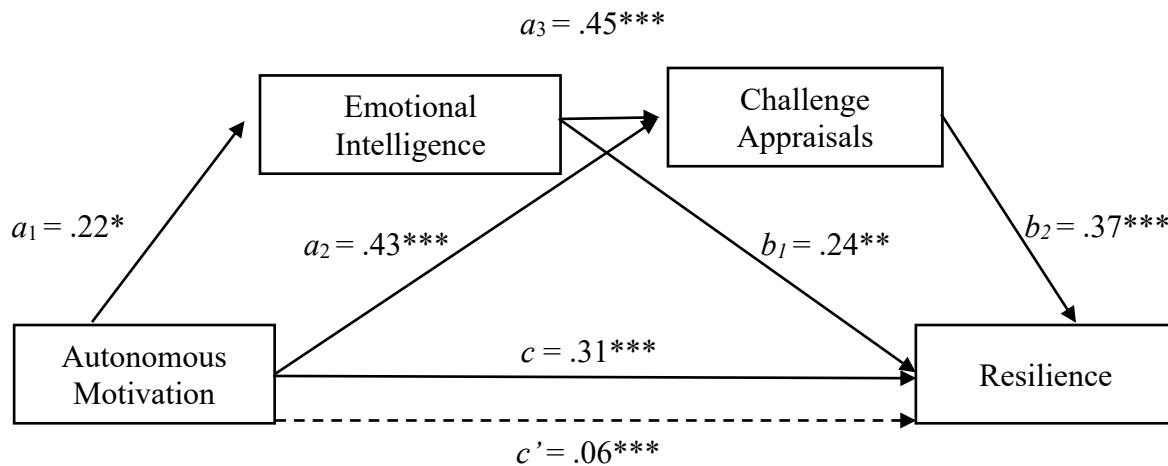 a3 = .45***
Emotional
Intelligence
Challenge
Appraisals
a1 = .22*
a2 = .43***
b1 = .24**
b2 = .37***
Autonomous
Motivation
c = .31***
Resilience
c’ = .06***